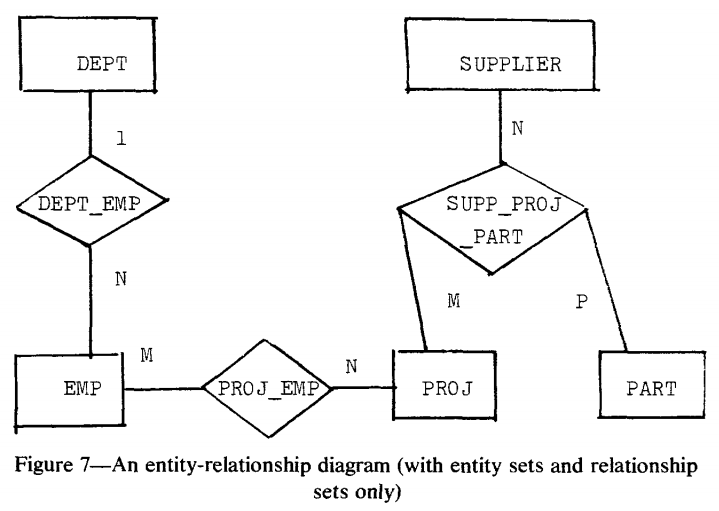 DEPT
SUPPLIER
1
N
DEPT_EMP
SUPP_PROJ
_PART
N
M
P
M
N
EMP
PROJ_EMP
PROJ
PART
Figure 7—An entity-relationship diagram (with entity sets and relationship
sets only)